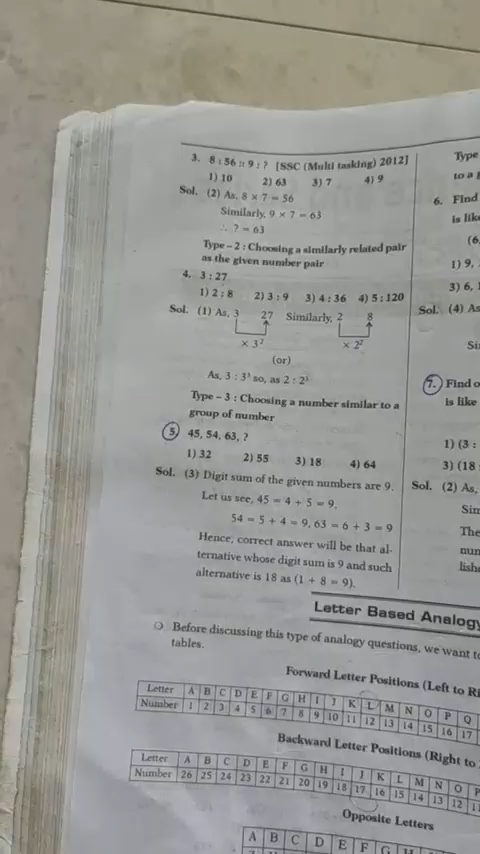 3. 8 : 56 :: 9 : ? [SSC (Multi tasking) 2012]
1) 10 2) 63 3) 7 4) 9
Sol. (2) As, 8 × 7 = 56
Similarly, 9 × 7 = 63
∴ ? = 63
Type – 2 : Choosing a similarly related pair
as the given number pair
4. 3 : 27
1) 2 : 8 2) 3 : 9 3) 4 : 36 4) 5 : 120
Sol. (1) As, 3 27 Similarly, 2 8
× 3² × 2²
(or)
As, 3 : 3³ so, as 2 : 2³
Type – 3 : Choosing a number similar to a
group of number
5. 45, 54, 63, ?
1) 32 2) 55 3) 18 4) 64
Sol. (3) Digit sum of the given numbers are 9.
Let us see, 45 = 4 + 5 = 9,
54 = 5 + 4 = 9, 63 = 6 + 3 = 9
Hence, correct answer will be that al-
ternative whose digit sum is 9 and such
alternative is 18 as (1 + 8 = 9).
Type
to a
6. Find
is like
(6,
1) 9,
3) 6,
Sol. (4) As
7. Find o
is like
1) (3 :
3) (18
Sol. (2) As,
The
num
lish
Letter Based Analogy
❍ Before discussing this type of analogy questions, we want to
tables.
Forward Letter Positions (Left to Ri
Letter A B C D E F G H I J K L M N O P Q
Number 1 2 3 4 5 6 7 8 9 10 11 12 13 14 15 16 17
Backward Letter Positions (Right to
Letter A B C D E F G H I J K L M N O P
Number 26 25 24 23 22 21 20 19 18 17 16 15 14 13 12 11
Opposite Letters
A B C D E F G H